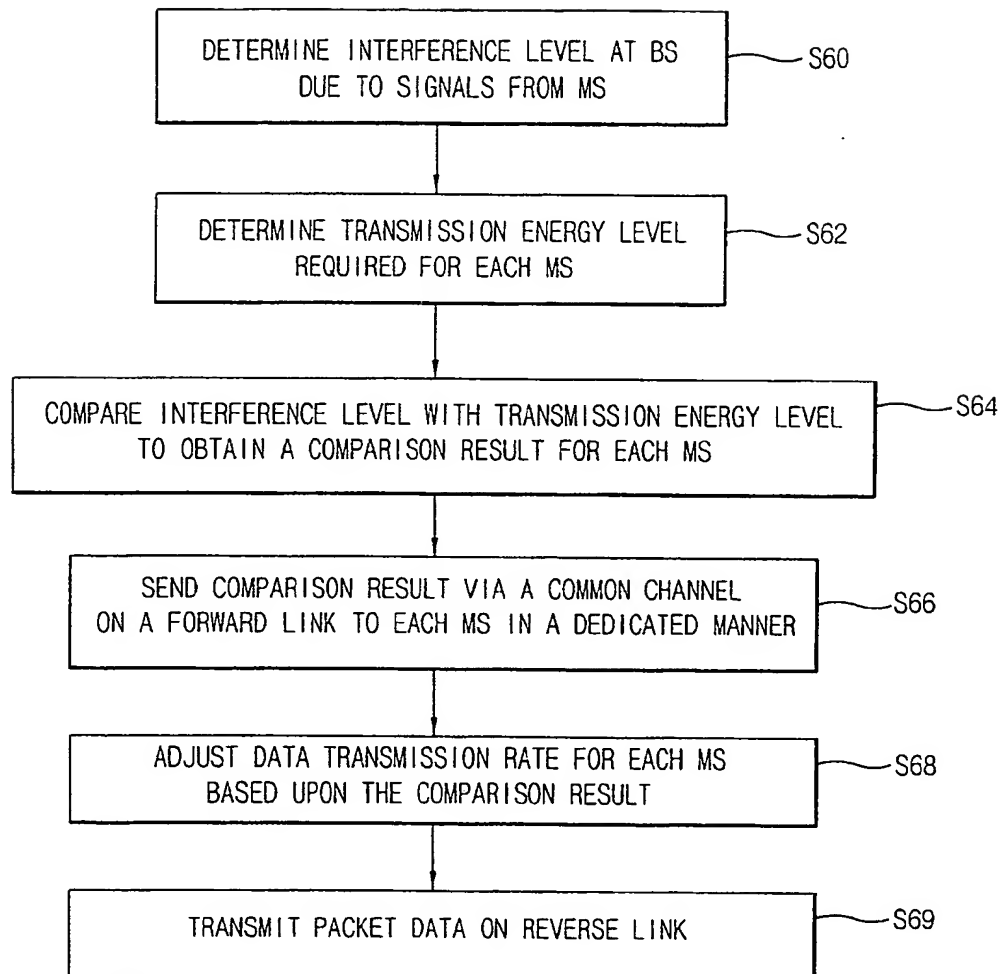 DETERMINE INTERFERENCE LEVEL AT BS
DUE TO SIGNALS FROM MS
S60
DETERMINE TRANSMISSION ENERGY LEVEL
REQUIRED FOR EACH MS
S62
COMPARE INTERFERENCE LEVEL WITH TRANSMISSION ENERGY LEVEL
TO OBTAIN A COMPARISON RESULT FOR EACH MS
S64
SEND COMPARISON RESULT VIA A COMMON CHANNEL
ON A FORWARD LINK TO EACH MS IN A DEDICATED MANNER
S66
ADJUST DATA TRANSMISSION RATE FOR EACH MS
BASED UPON THE COMPARISON RESULT
S68
TRANSMIT PACKET DATA ON REVERSE LINK
S69